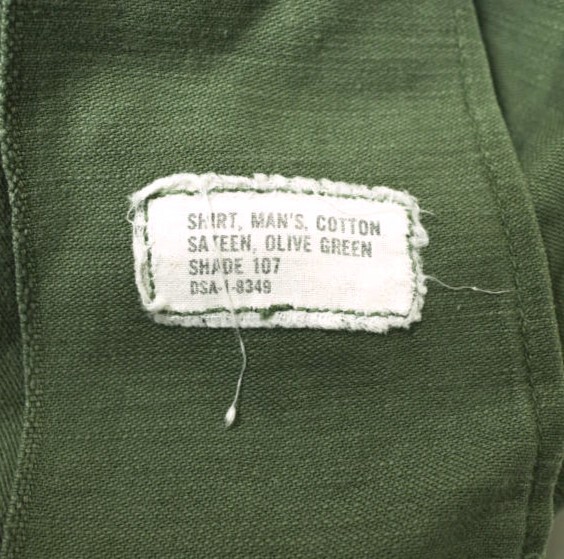 SHIRT, MAN'S, COTTON
SATEEN, OLIVE GREEN
SHADE 107
DSA-1-8349